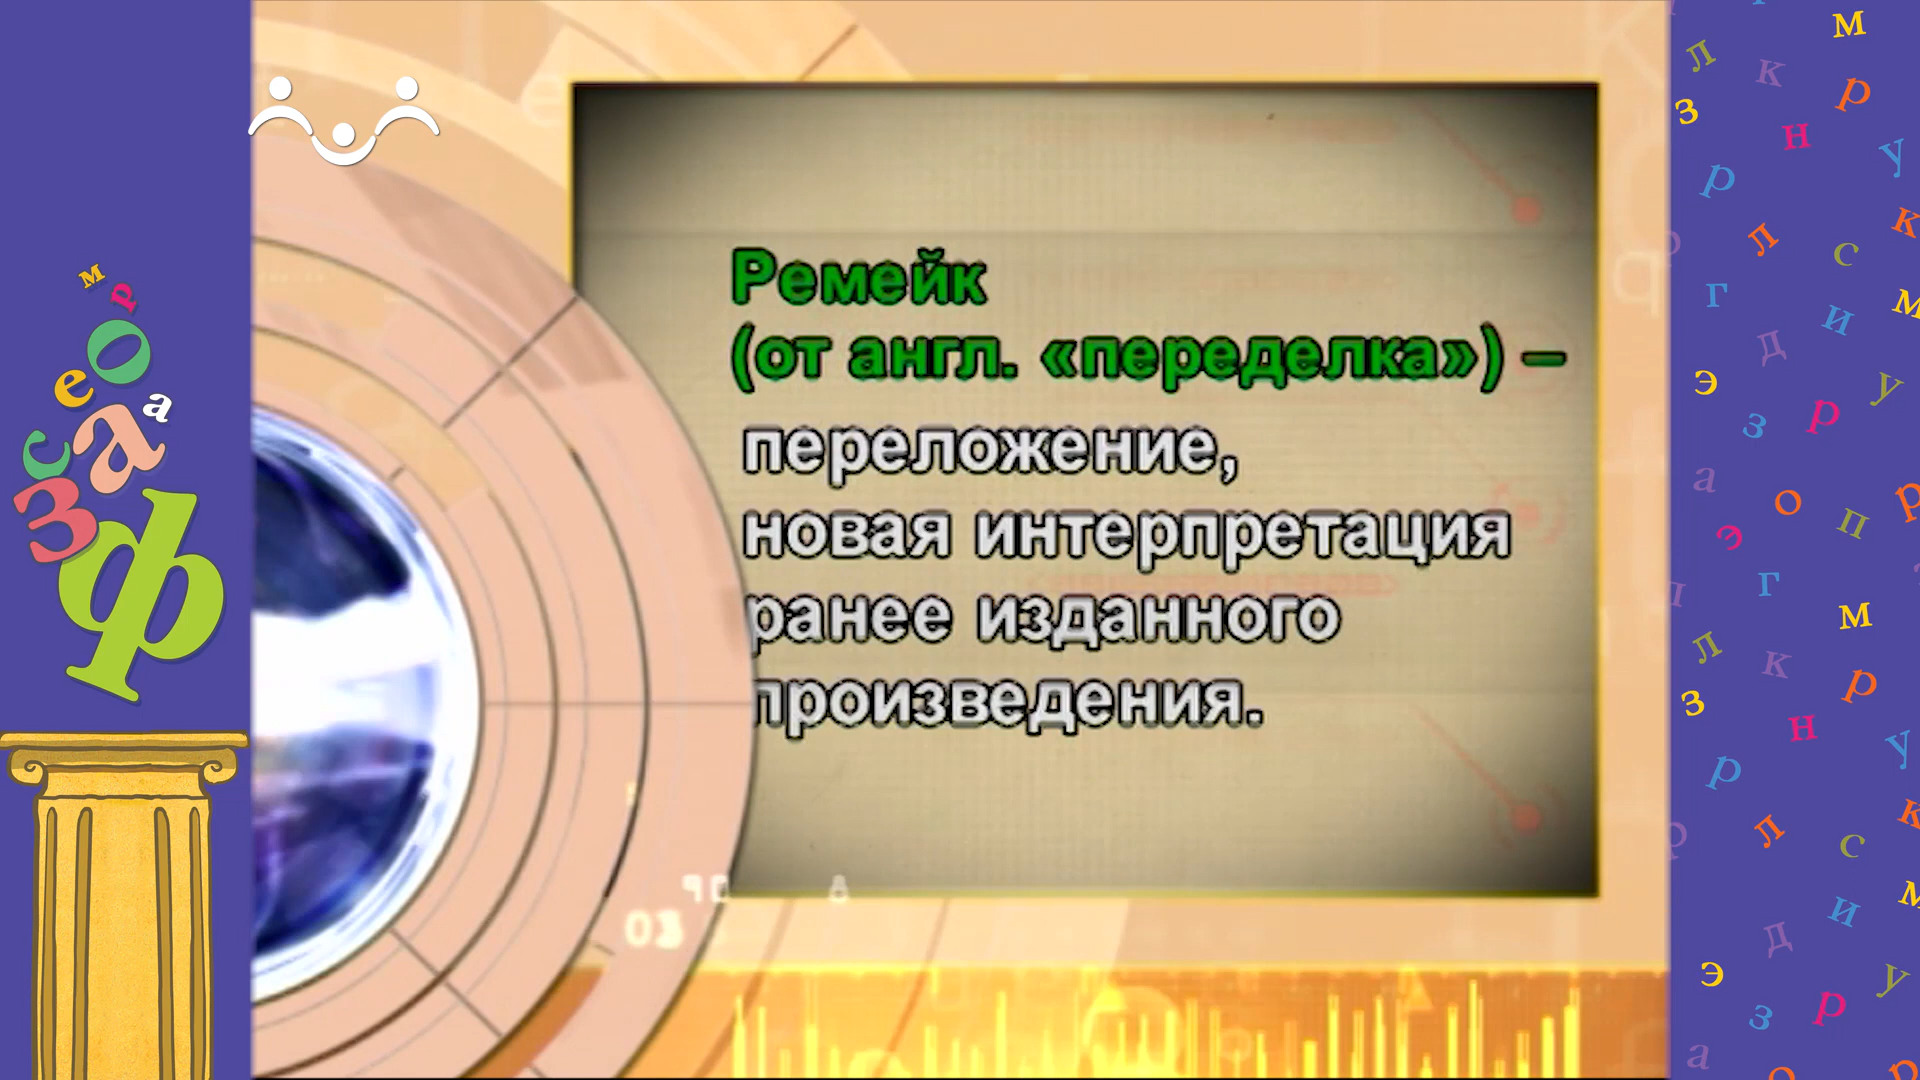 Ремейк
(от англ. «переделка») –
переложение,
новая интерпретация
ранее изданного
произведения.